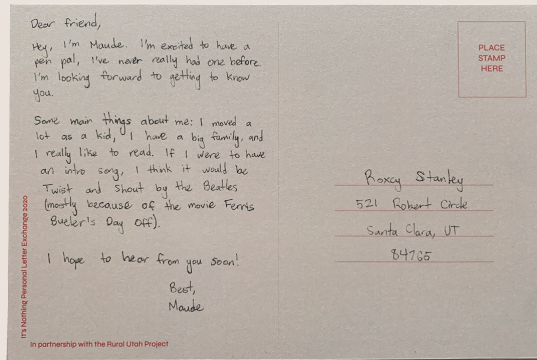 Dear friend,
Hey, I'm Maude. I'm excited to have a
pen pal, I've never really had one before.
I'm looking forward to getting to know
you.
Some main things about me: I moved a
lot as a kid, I have a big family, and
I really like to read. If I were to have
an intro song, I think it would be
Twist and Shout by the Beatles
(mostly because of the movie Ferris
Bueler's Day Off).
I hope to hear from you soon!
Best,
Maude
It's Nothing Personal Letter Exchange 2020
In partnership with the Rural Utah Project
PLACE
STAMP
HERE
Roxcy Stanley
521 Robert Circle
Santa Clara, UT
84765